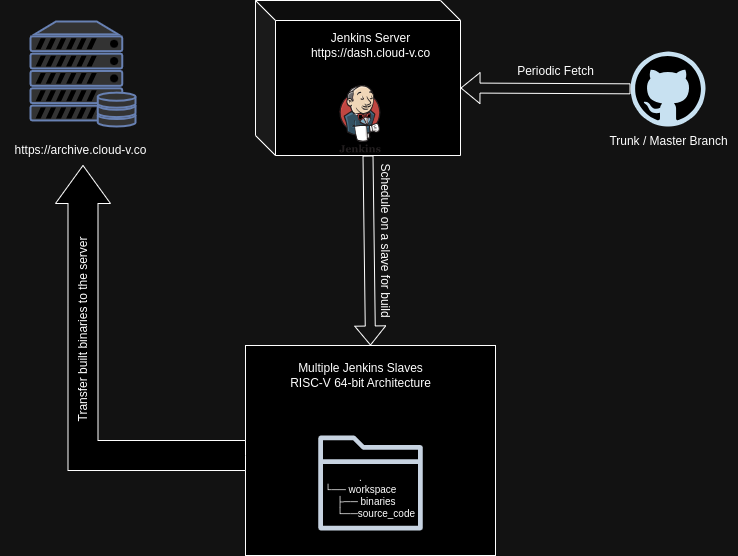 Jenkins Server
https://dash.cloud-v.co
Jenkins
Periodic Fetch
Trunk / Master Branch
https://archive.cloud-v.co
Schedule on a slave for build
Transfer built binaries to the server
Multiple Jenkins Slaves
RISC-V 64-bit Architecture
.
└── workspace
├── binaries
└──source_code